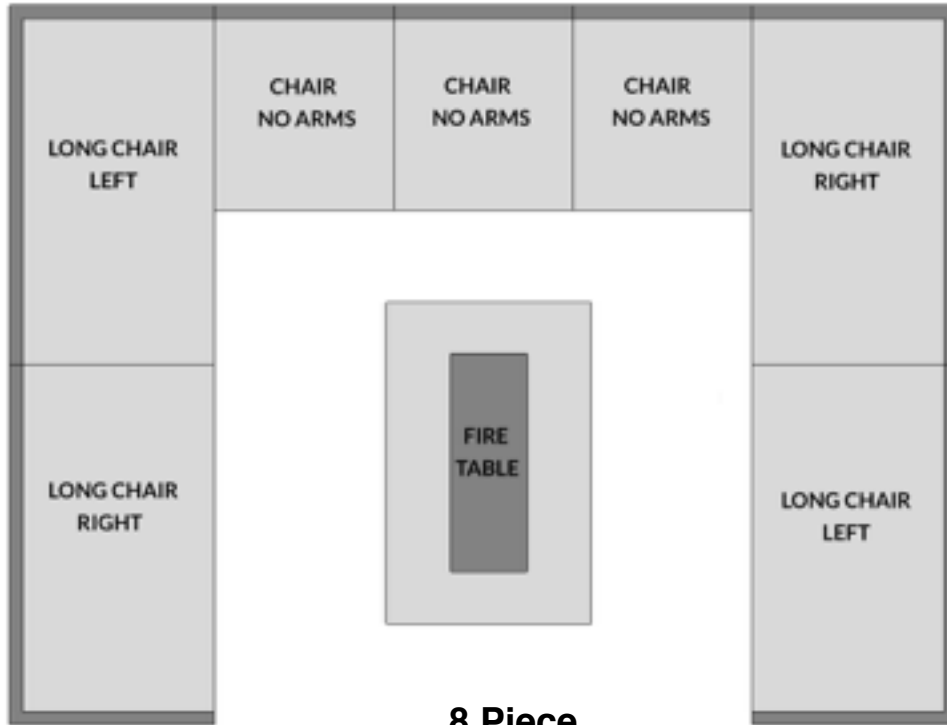 CHAIR
NO ARMS
CHAIR
NO ARMS
CHAIR
NO ARMS
LONG CHAIR
LEFT
LONG CHAIR
RIGHT
FIRE
TABLE
LONG CHAIR
RIGHT
LONG CHAIR
LEFT
8 Piece